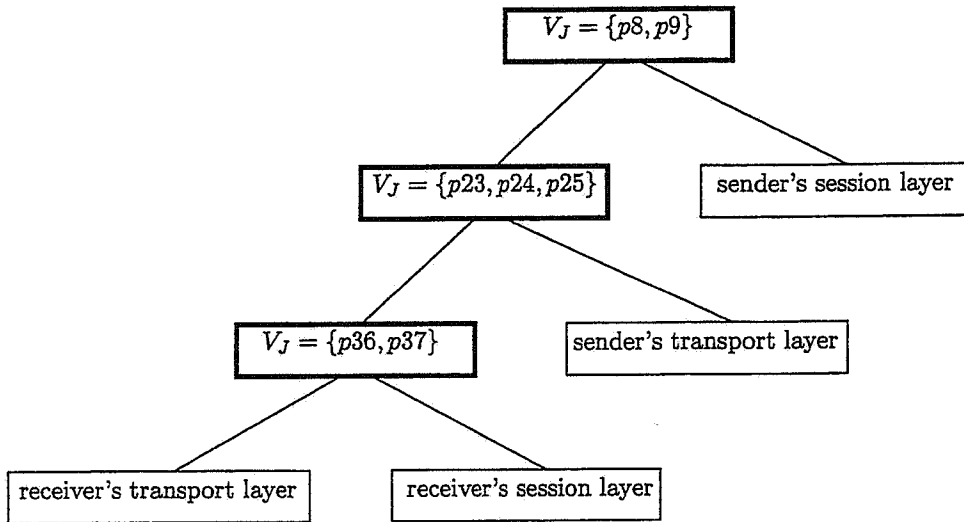 V_J = {p8, p9}
V_J = {p23, p24, p25}
sender's session layer
V_J = {p36, p37}
sender's transport layer
receiver's transport layer
receiver's session layer